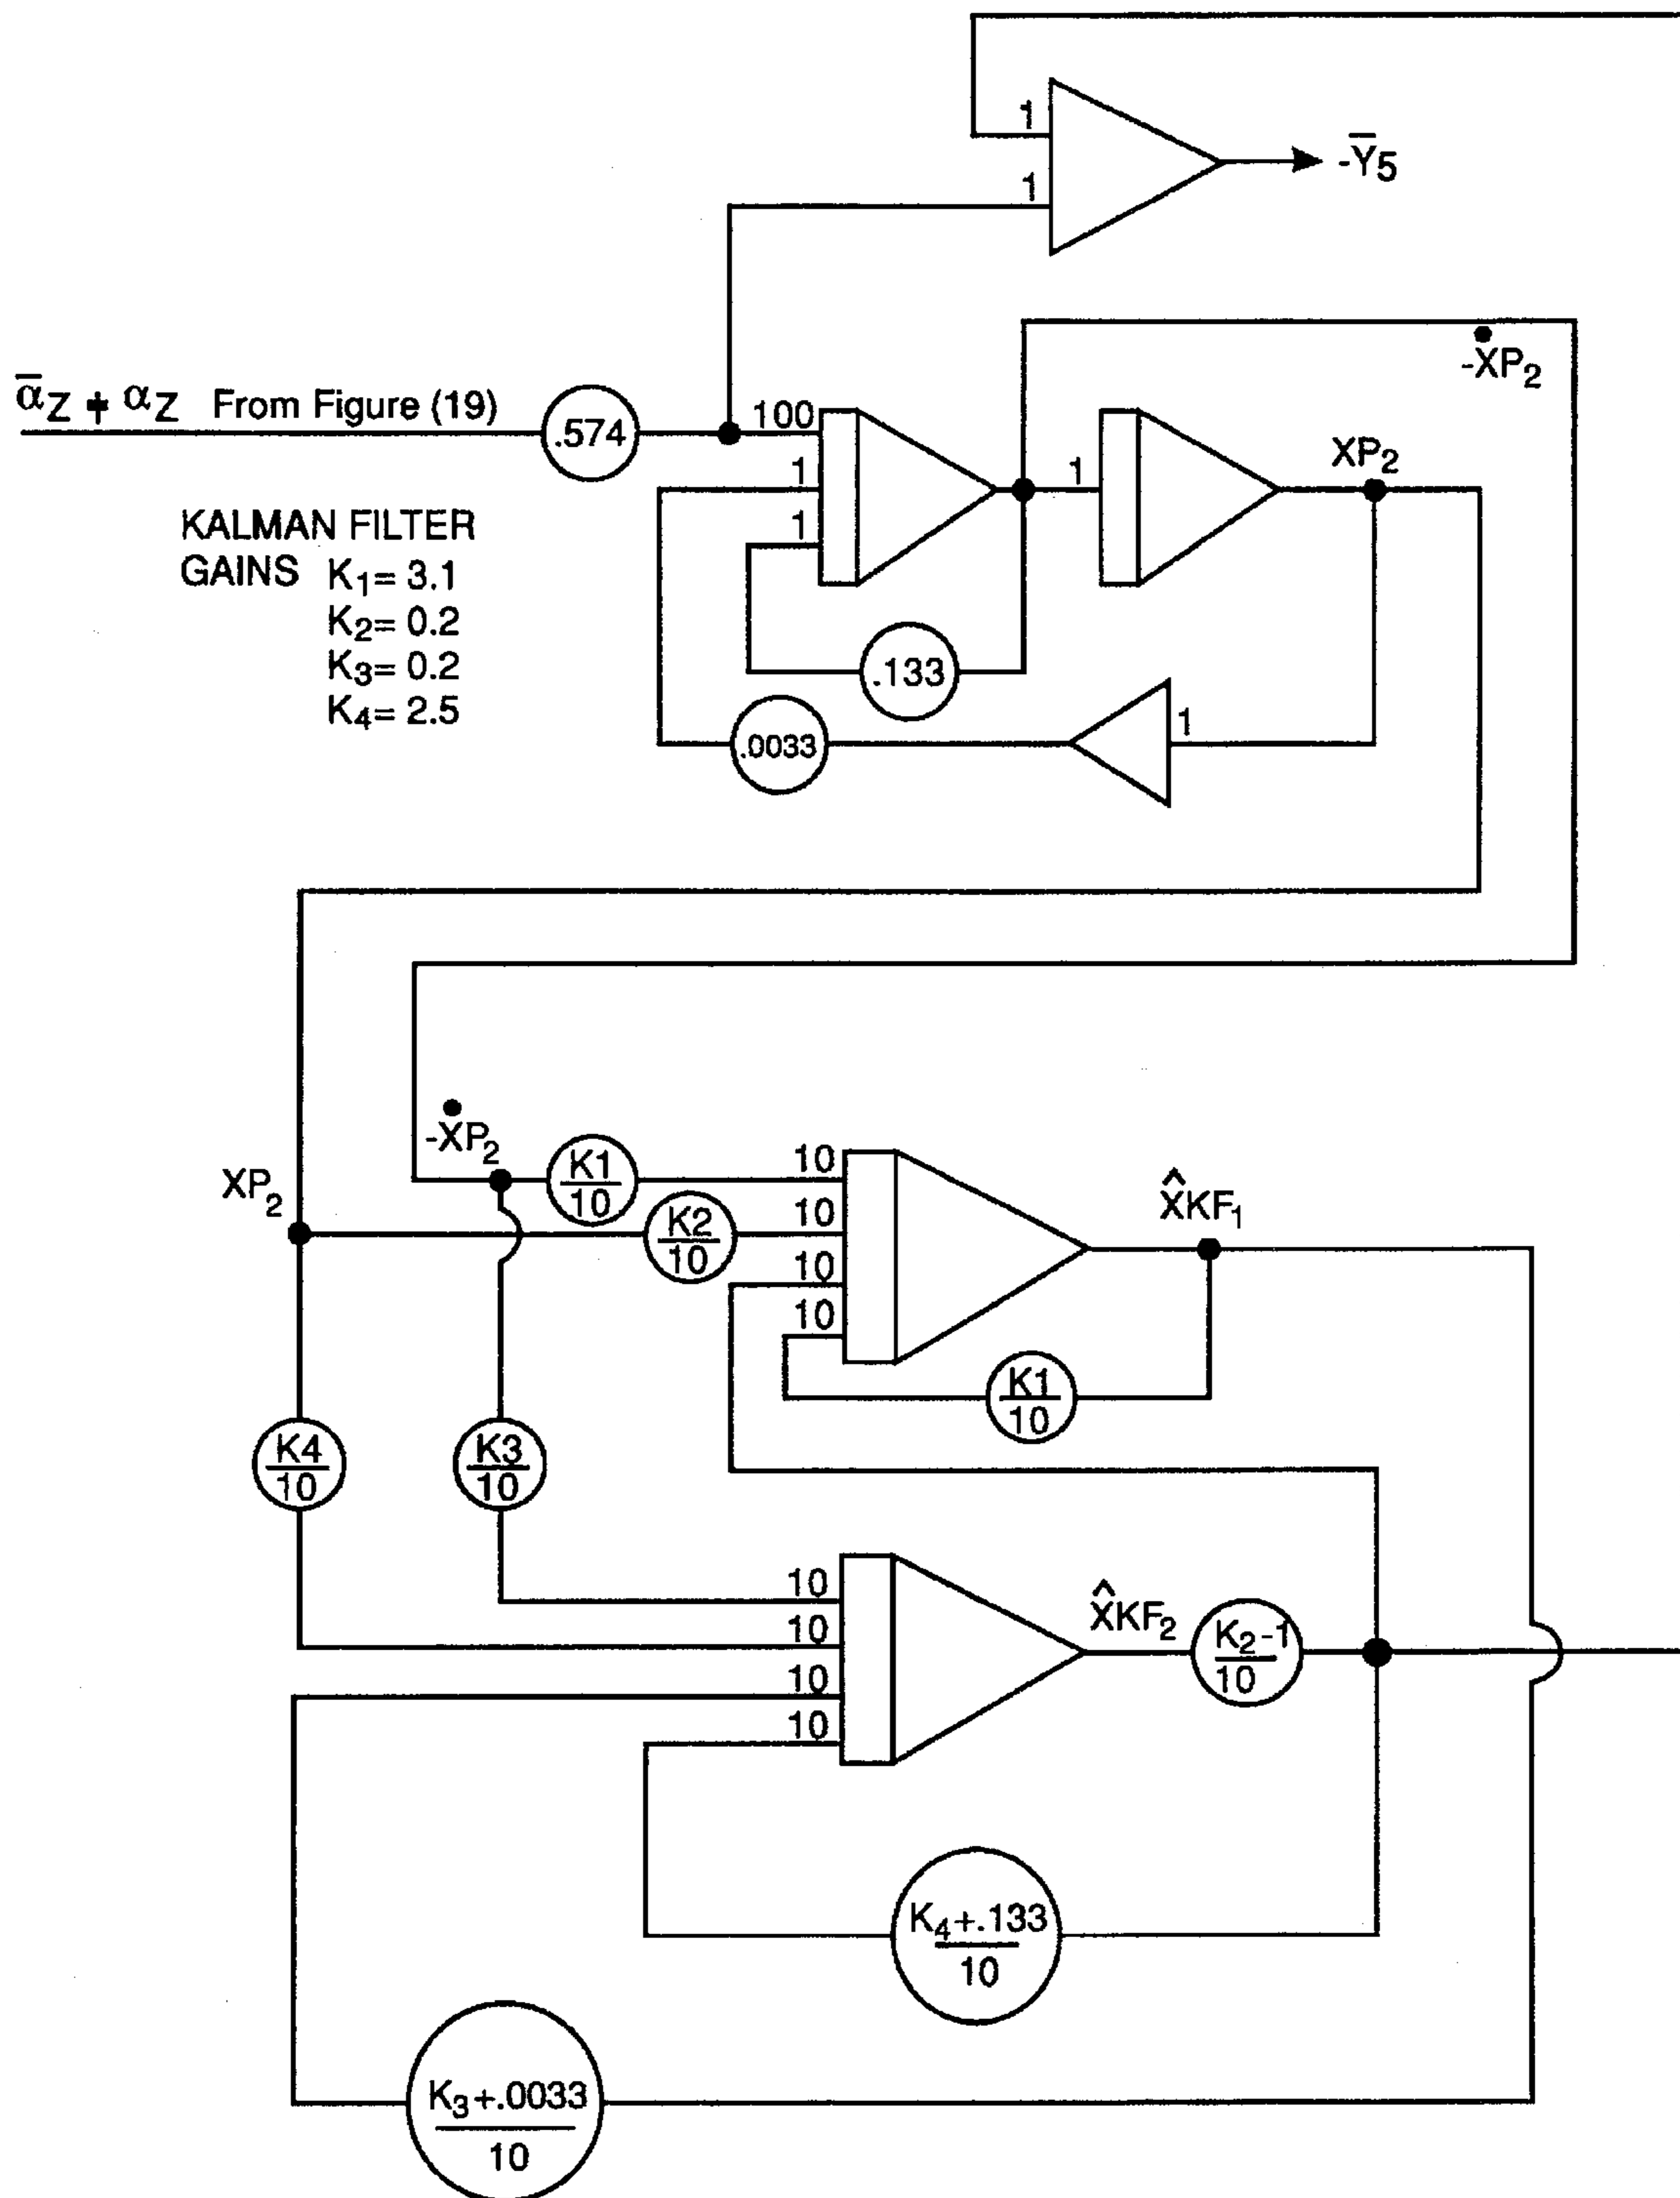 1
1
-Y̅5
-ẊP2
α̅Z + αZ From Figure (19)
.574
100
1
1
1
XP2
KALMAN FILTER
GAINS K1= 3.1
K2= 0.2
K3= 0.2
K4= 2.5
.133
.0033
1
-ẊP2
XP2
K1
10
K2
10
10
10
10
10
X̂KF1
K1
10
K4
10
K3
10
10
10
10
10
X̂KF2
K2-1
10
K4+.133
10
K3+.0033
10